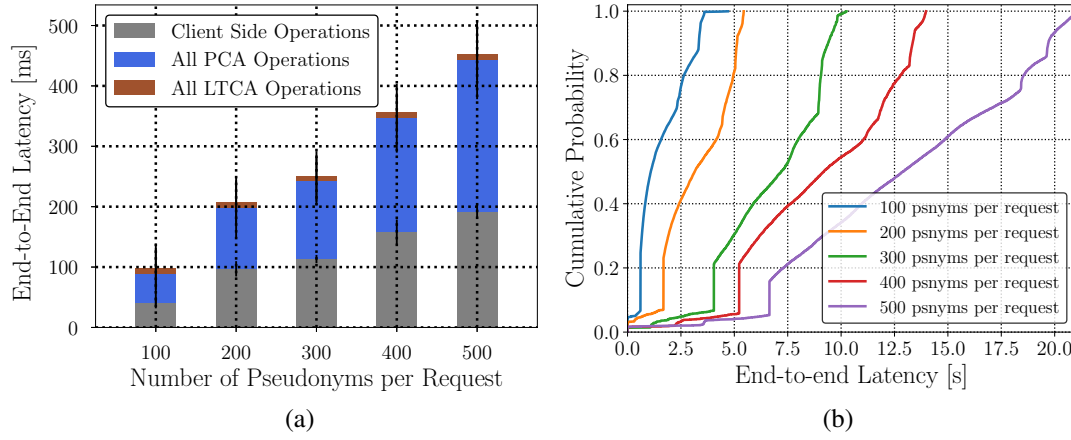 500
400
300
200
100
0
End-to-End Latency [ms]
Client Side Operations
All PCA Operations
All LTCA Operations
100 200 300 400 500
Number of Pseudonyms per Request
(a)
1.0
0.8
0.6
0.4
0.2
0.0
Cumulative Probability
100 psnyms per request
200 psnyms per request
300 psnyms per request
400 psnyms per request
500 psnyms per request
0.0 2.5 5.0 7.5 10.0 12.5 15.0 17.5 20.0
End-to-end Latency [s]
(b)